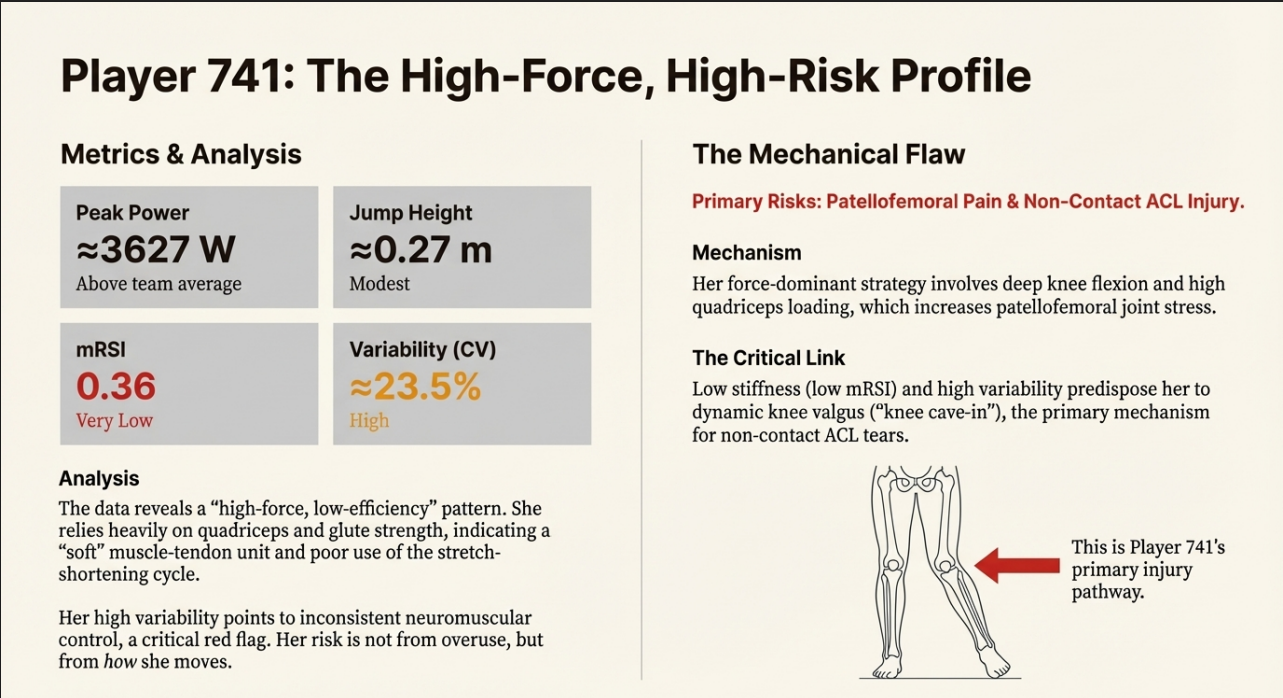 Player 741: The High-Force, High-Risk Profile
Metrics & Analysis
Peak Power
≈3627 W
Above team average
Jump Height
≈0.27 m
Modest
mRSI
0.36
Very Low
Variability (CV)
≈23.5%
High
Analysis
The data reveals a “high-force, low-efficiency” pattern. She
relies heavily on quadriceps and glute strength, indicating a
“soft” muscle-tendon unit and poor use of the stretch-
shortening cycle.
Her high variability points to inconsistent neuromuscular
control, a critical red flag. Her risk is not from overuse, but
from how she moves.
The Mechanical Flaw
Primary Risks: Patellofemoral Pain & Non-Contact ACL Injury.
Mechanism
Her force-dominant strategy involves deep knee flexion and high
quadriceps loading, which increases patellofemoral joint stress.
The Critical Link
Low stiffness (low mRSI) and high variability predispose her to
dynamic knee valgus (“knee cave-in”), the primary mechanism
for non-contact ACL tears.
This is Player 741's
primary injury
pathway.